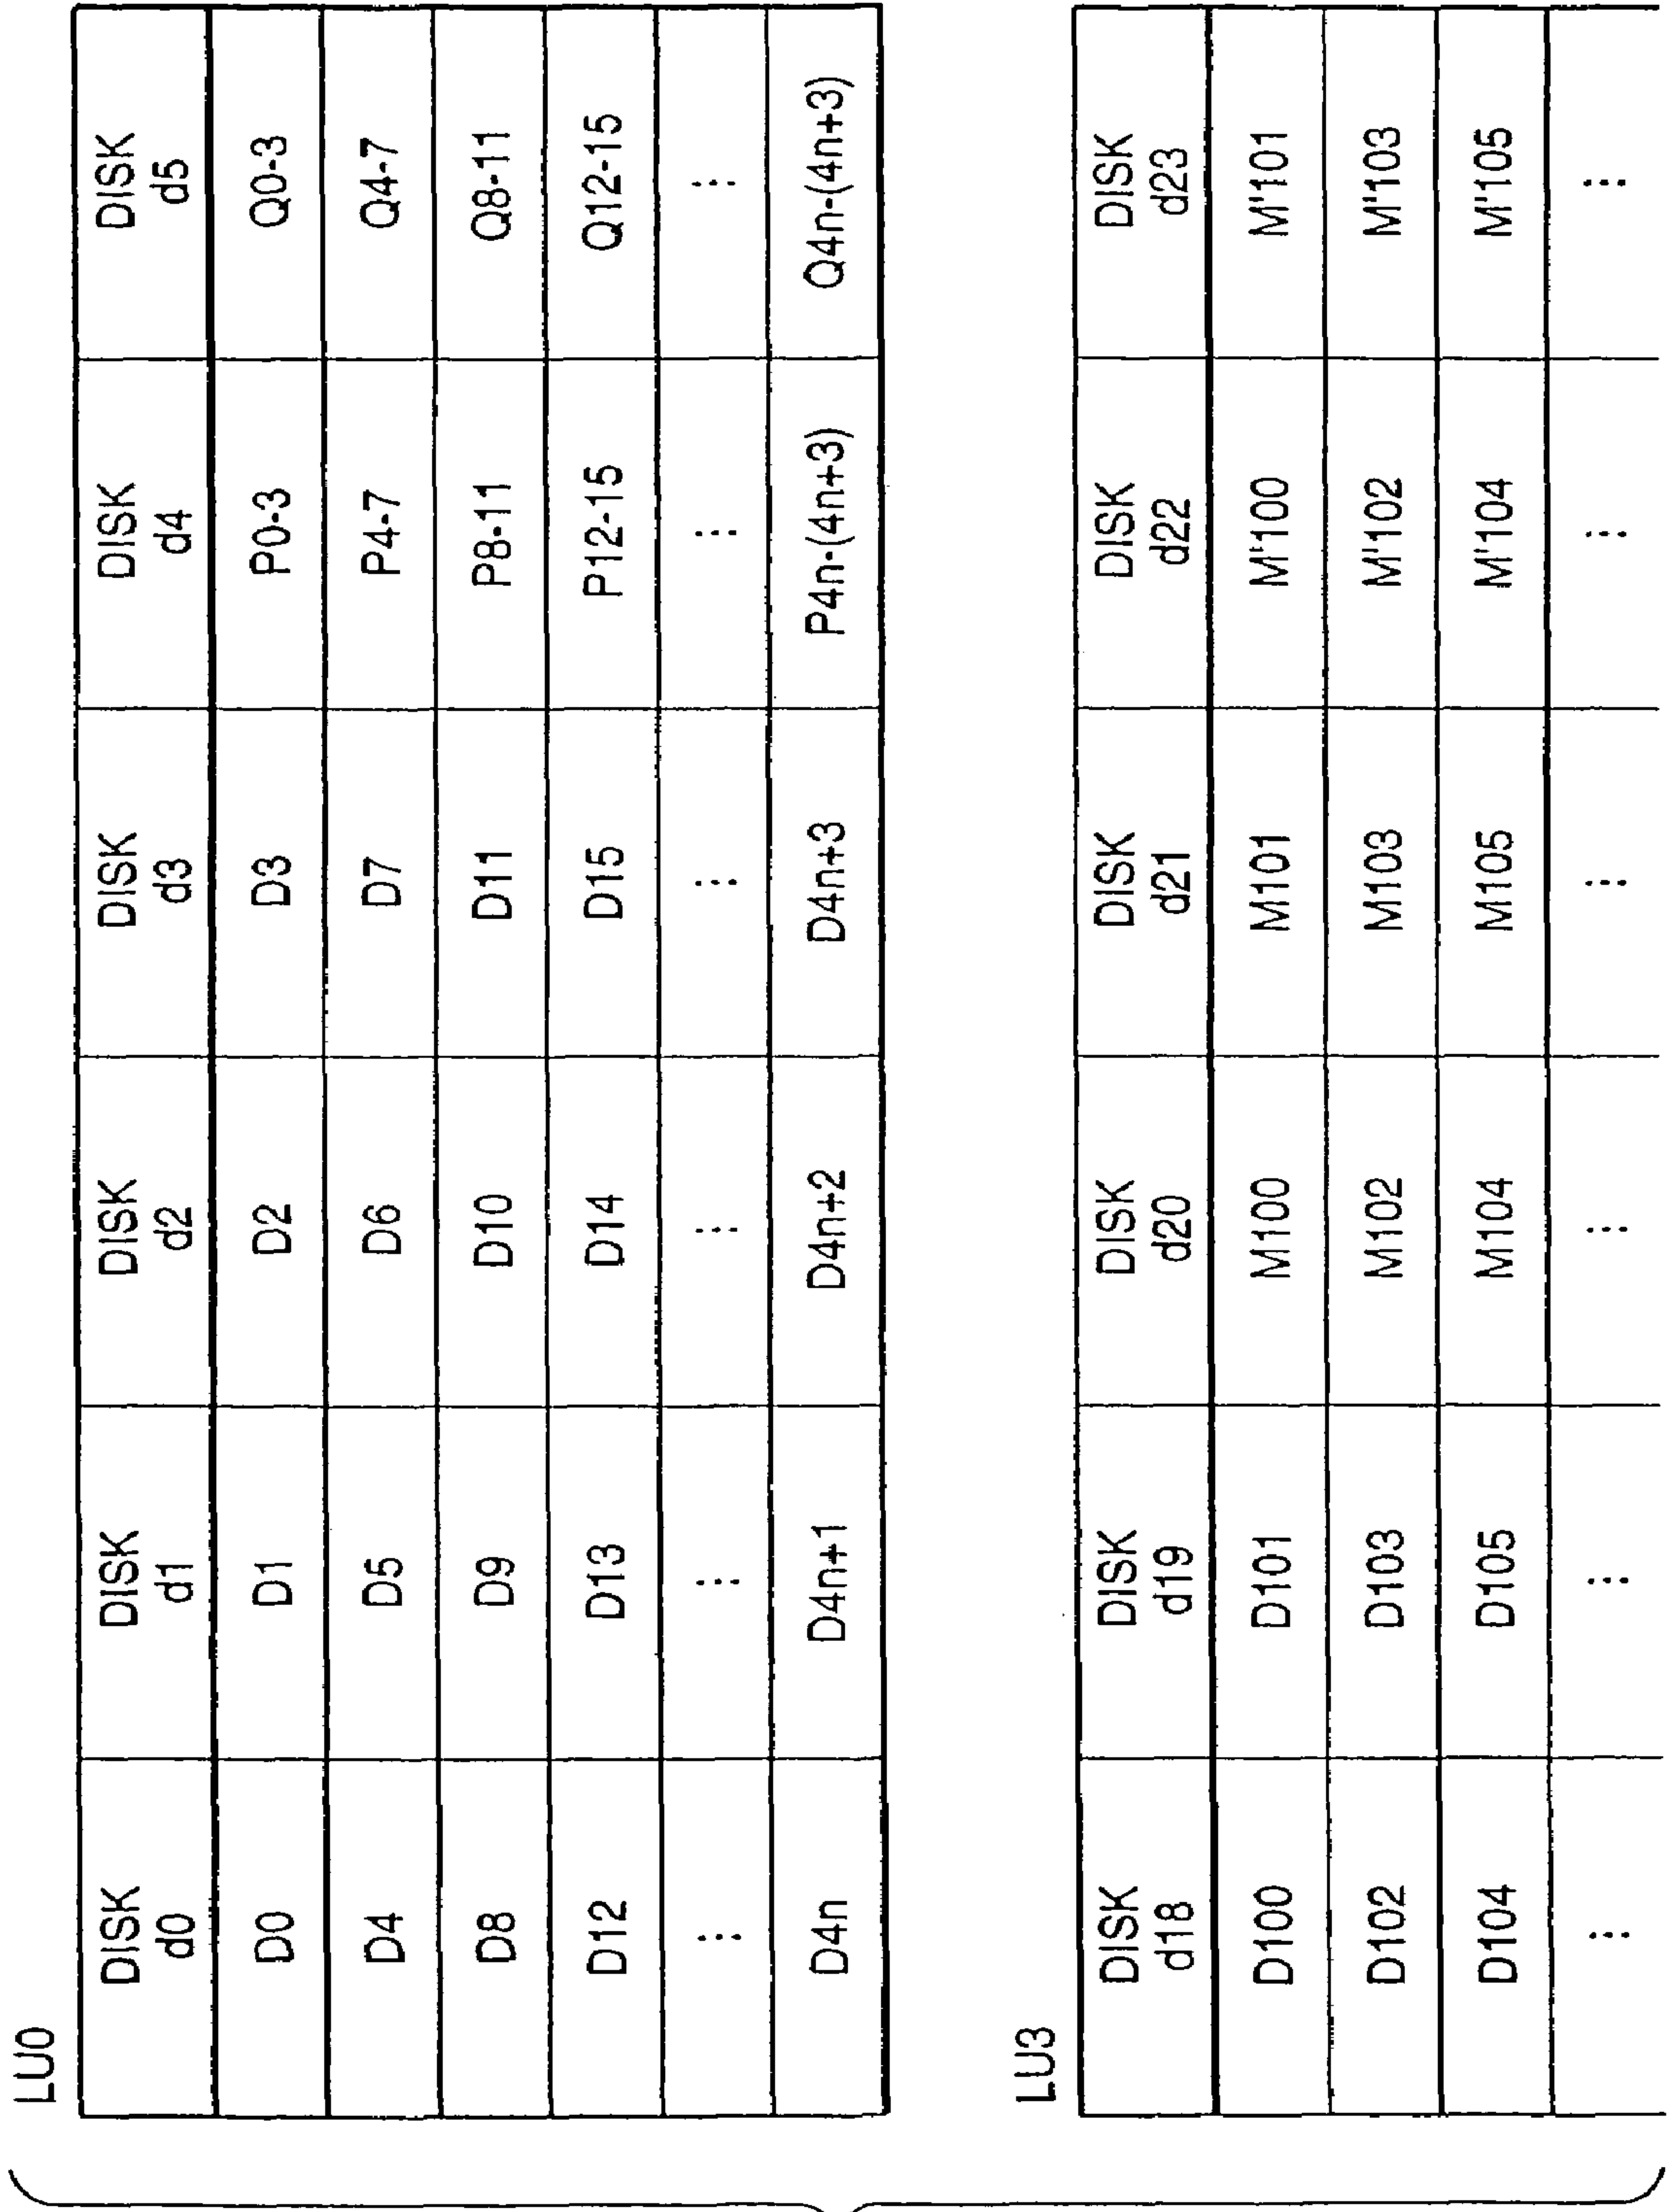 LU0
DISK d0 DISK d1 DISK d2 DISK d3 DISK d4 DISK d5
D0 D1 D2 D3 P0-3 Q0-3
D4 D5 D6 D7 P4-7 Q4-7
D8 D9 D10 D11 P8-11 Q8-11
D12 D13 D14 D15 P12-15 Q12-15
... ... ... ... ... ...
D4n D4n+1 D4n+2 D4n+3 P4n-(4n+3) Q4n-(4n+3)
LU3
DISK d18 DISK d19 DISK d20 DISK d21 DISK d22 DISK d23
D100 D101 M100 M101 M'100 M'101
D102 D103 M102 M103 M'102 M'103
D104 D105 M104 M105 M'104 M'105
... ... ... ... ... ...